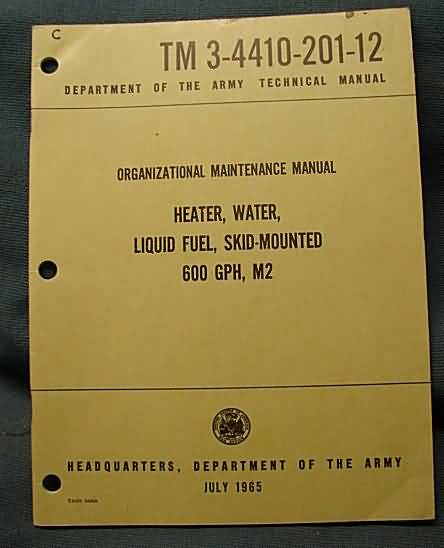 C
TM 3-4410-201-12
DEPARTMENT OF THE ARMY TECHNICAL MANUAL
ORGANIZATIONAL MAINTENANCE MANUAL
HEATER, WATER,
LIQUID FUEL, SKID-MOUNTED
600 GPH, M2
HEADQUARTERS, DEPARTMENT OF THE ARMY
JULY 1965